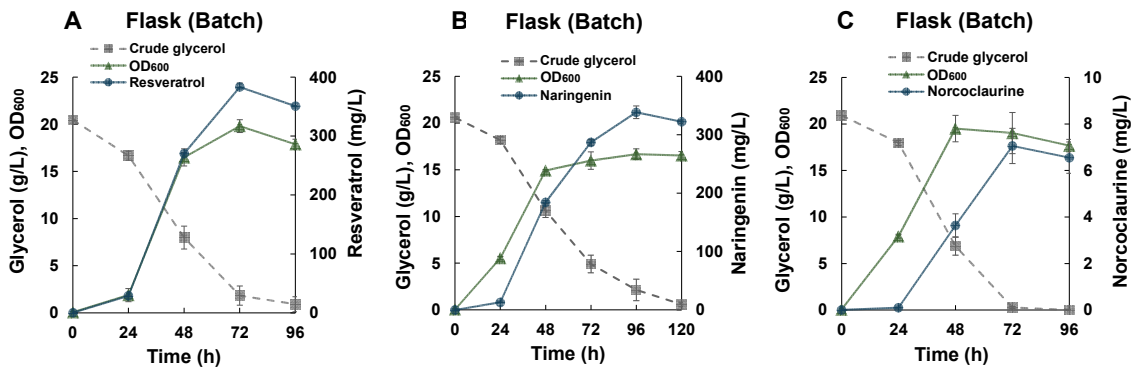 A
Flask (Batch)
Crude glycerol
OD600
Resveratrol
Glycerol (g/L), OD600
25
20
15
10
5
0
400
300
200
100
0
Resveratrol (mg/L)
0 24 48 72 96
Time (h)
B
Flask (Batch)
Crude glycerol
OD600
Naringenin
Glycerol (g/L), OD600
25
20
15
10
5
0
400
300
200
100
0
Naringenin (mg/L)
0 24 48 72 96 120
Time (h)
C
Flask (Batch)
Crude glycerol
OD600
Norcoclaurine
Glycerol (g/L), OD600
25
20
15
10
5
0
10
8
6
4
2
0
Norcoclaurine (mg/L)
0 24 48 72 96
Time (h)